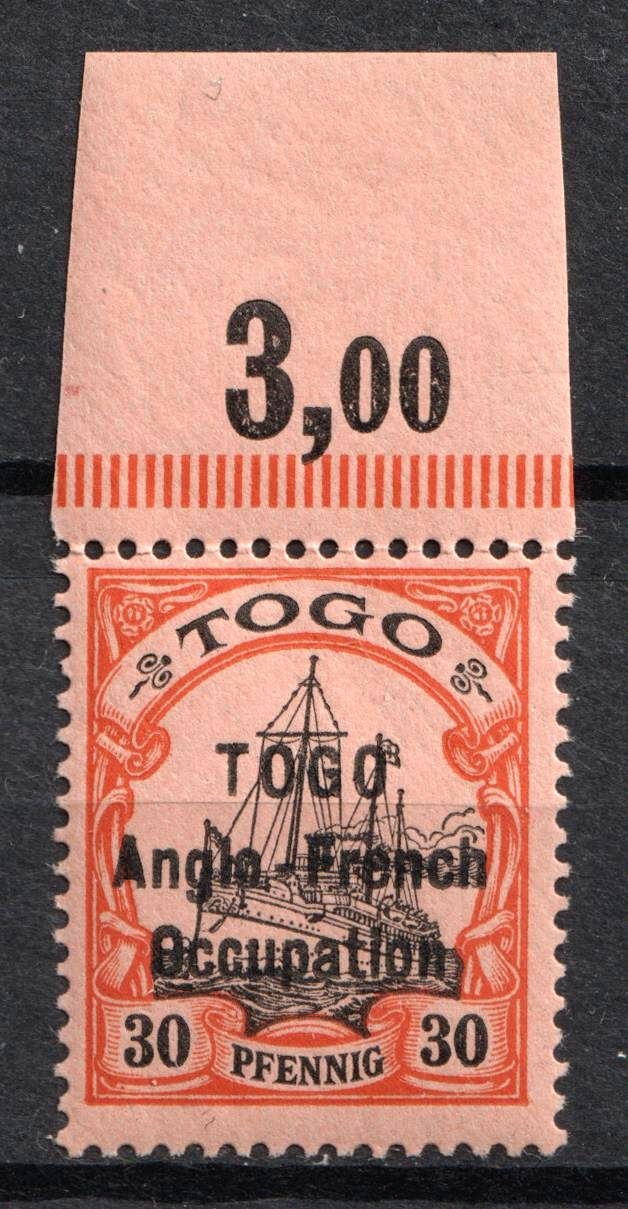 3,00
TOGO
TOGO
Anglo-French
Occupation
30 PFENNIG 30